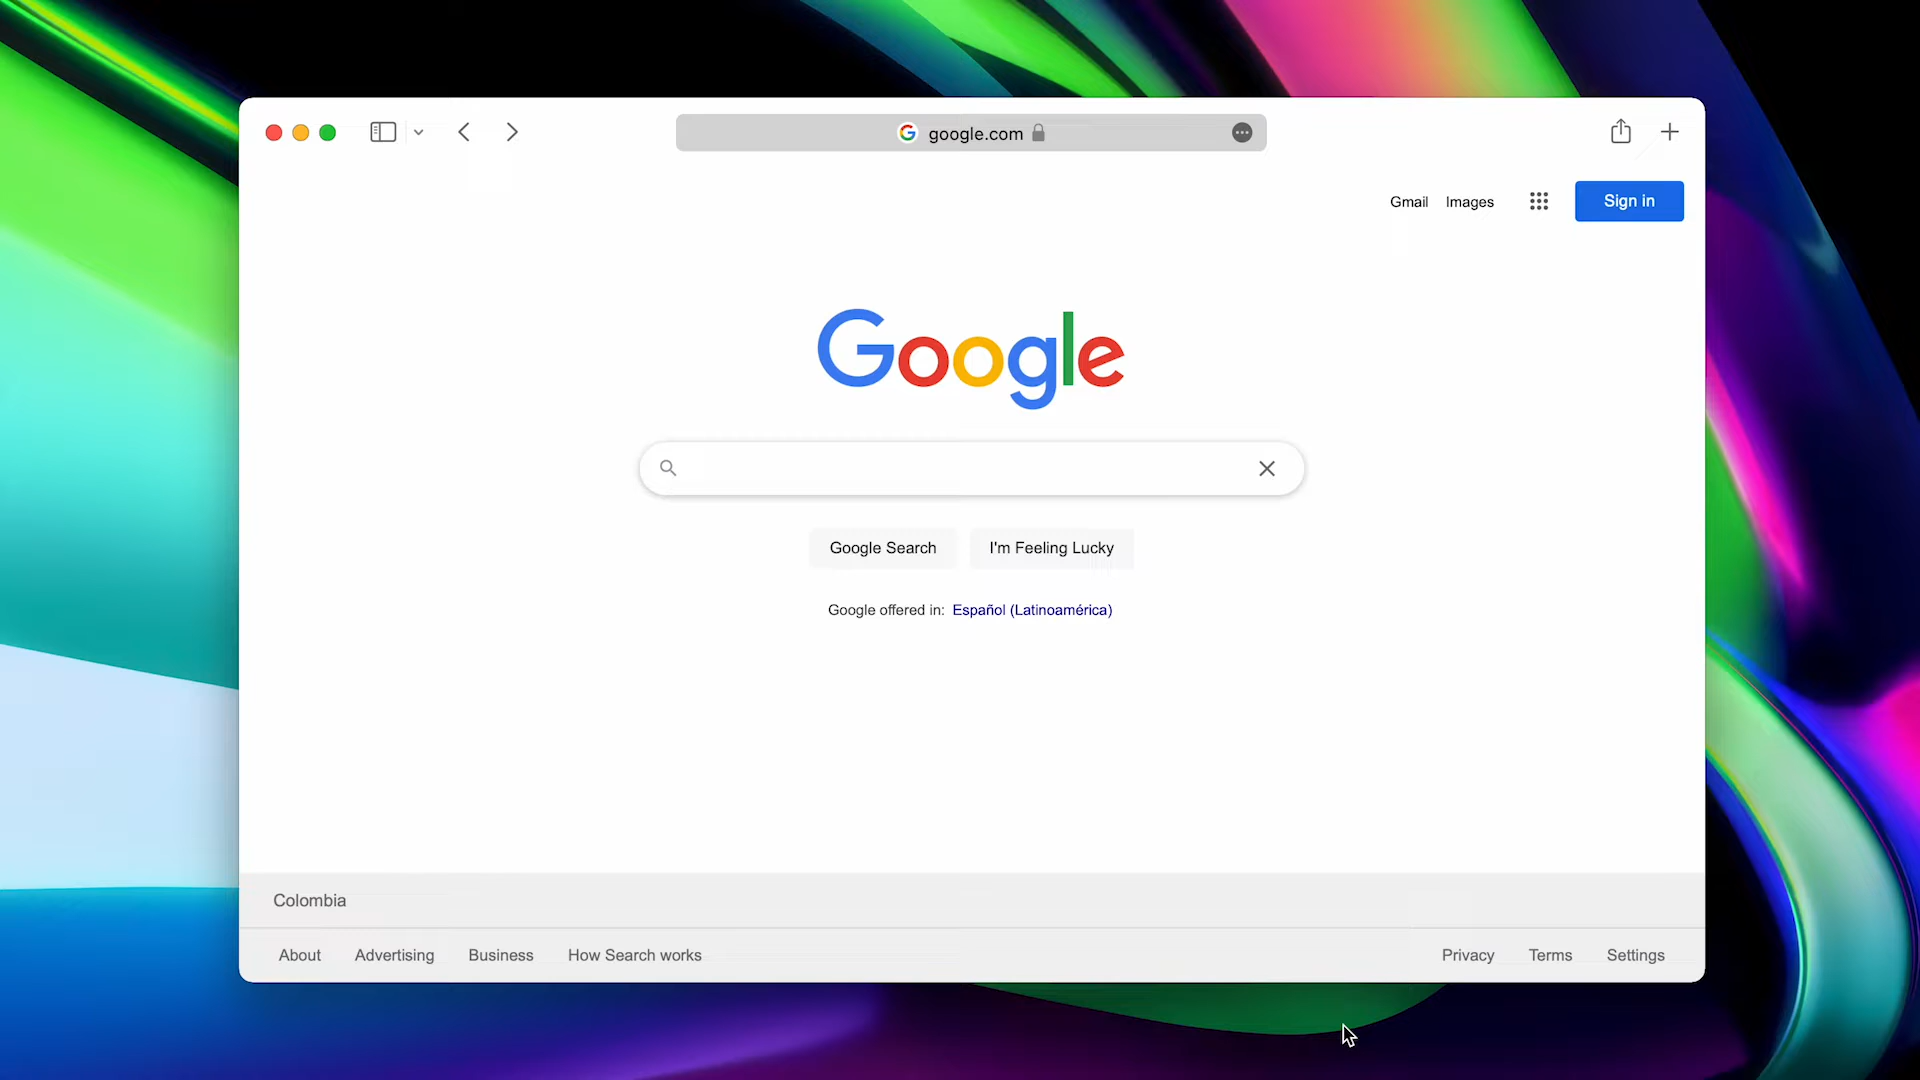 google.com
Gmail Images Sign in
Google
Google Search I'm Feeling Lucky
Google offered in: Español (Latinoamérica)
Colombia
About Advertising Business How Search works Privacy Terms Settings